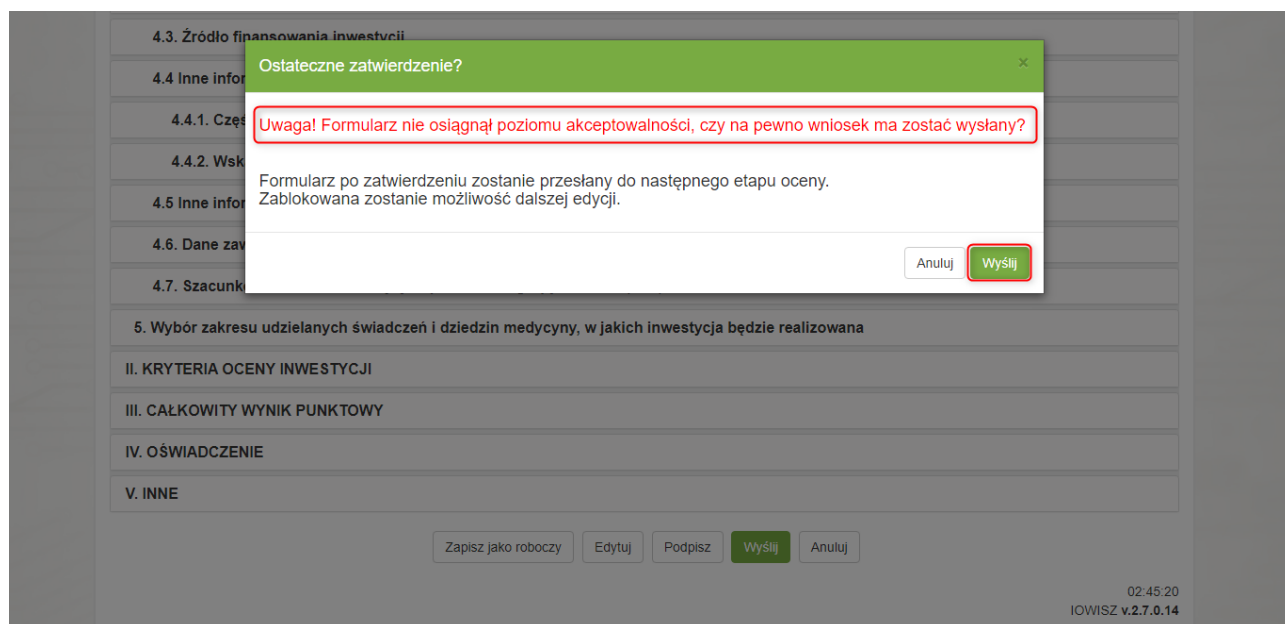 4.3. Źródło finansowania inwestycji
Ostateczne zatwierdzenie? ×
4.4 Inne infor
Uwaga! Formularz nie osiągnął poziomu akceptowalności, czy na pewno wniosek ma zostać wysłany?
4.4.1. Częś
4.4.2. Wsk
Formularz po zatwierdzeniu zostanie przesłany do następnego etapu oceny.
Zablokowana zostanie możliwość dalszej edycji.
4.5 Inne infor
4.6. Dane zaw
Anuluj Wyślij
4.7. Szacunko
5. Wybór zakresu udzielanych świadczeń i dziedzin medycyny, w jakich inwestycja będzie realizowana
II. KRYTERIA OCENY INWESTYCJI
III. CAŁKOWITY WYNIK PUNKTOWY
IV. OŚWIADCZENIE
V. INNE
Zapisz jako roboczy Edytuj Podpisz Wyślij Anuluj
02:45:20
IOWISZ v.2.7.0.14